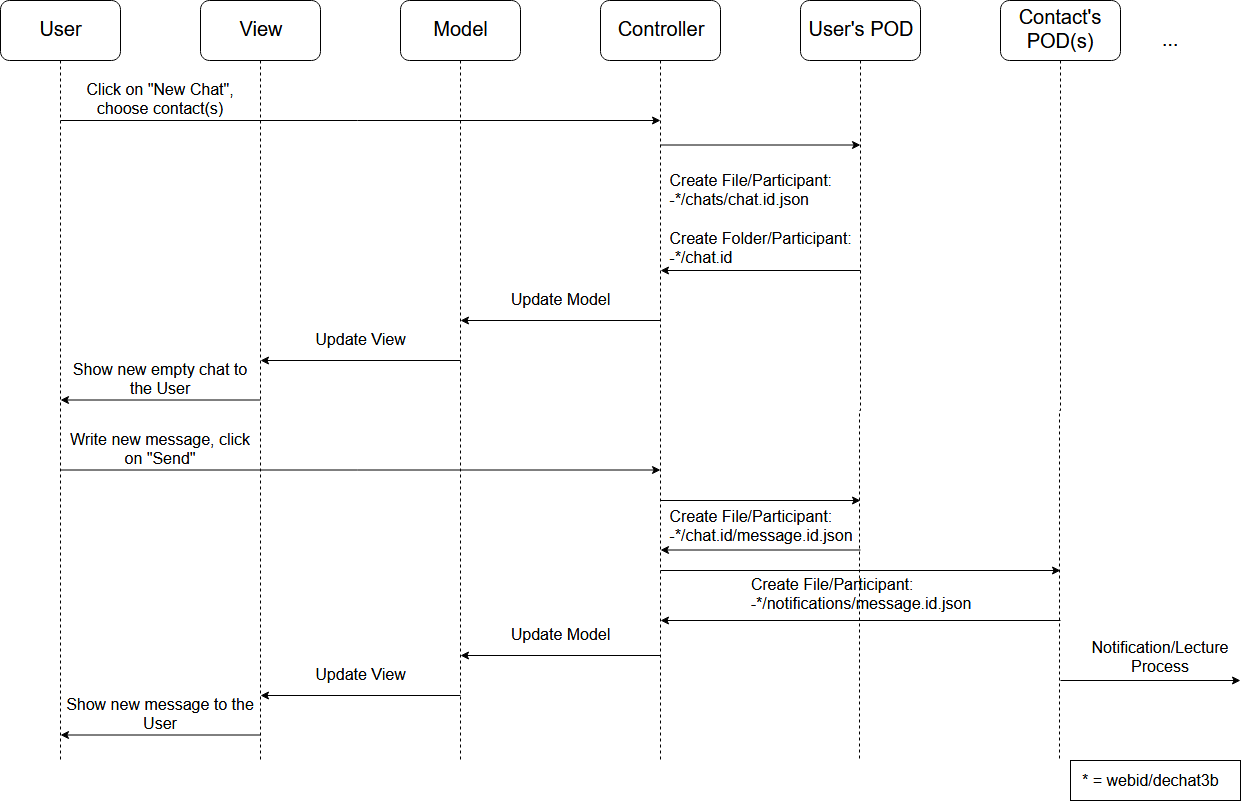 User
View
Model
Controller
User's POD
Contact's
POD(s)
...
Click on "New Chat",
choose contact(s)
Create File/Participant:
-*/chats/chat.id.json
Create Folder/Participant:
-*/chat.id
Update Model
Update View
Show new empty chat to
the User
Write new message, click
on "Send"
Create File/Participant:
-*/chat.id/message.id.json
Create File/Participant:
-*/notifications/message.id.json
Update Model
Notification/Lecture
Process
Update View
Show new message to the
User
* = webid/dechat3b